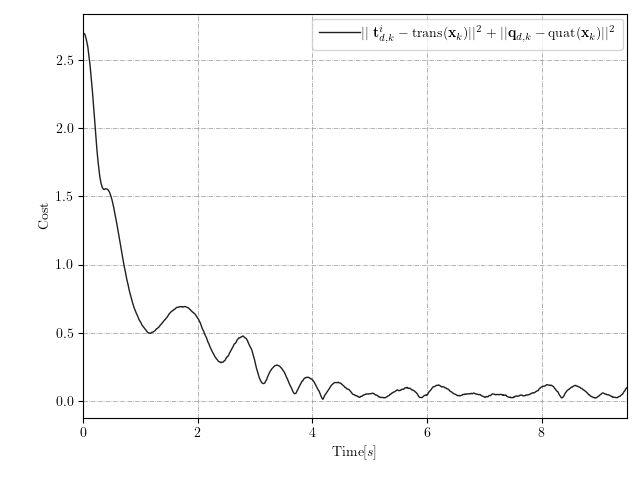 || t^i_{d,k} − trans(x_k)||^2 + ||q_{d,k} − quat(x_k)||^2
2.5
2.0
1.5
1.0
0.5
0.0
Cost
0 2 4 6 8
Time[s]